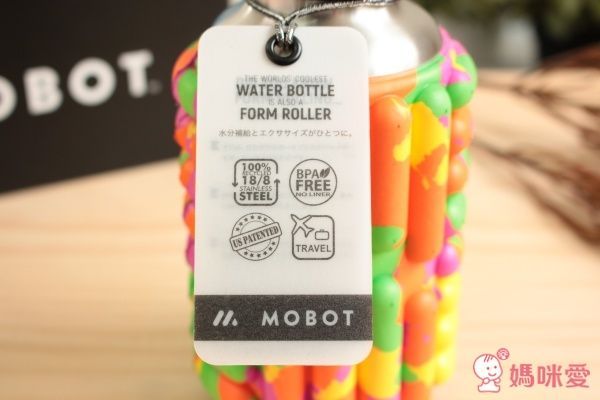 MOBOT
THE WORLDS' COOLEST
WATER BOTTLE
IS ALSO A
FORM ROLLER
水分補給とエクササイズがひとつに。
100%
RECYCLED
18/8
STAINLESS
STEEL
BPA
FREE
NO LINER
US PATENTED
TRAVEL
MOBOT
媽咪愛